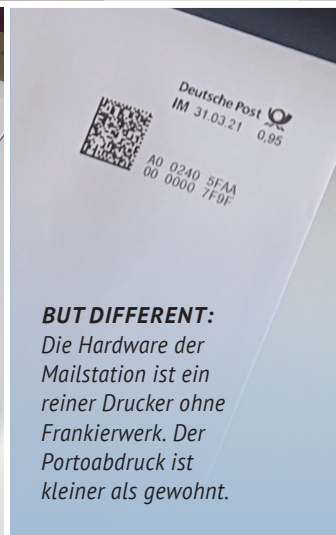 Deutsche Post
IM 31.03.21 0,95
A0 0240 5FAA
00 0000 7F9F
BUT DIFFERENT:
Die Hardware der
Mailstation ist ein
reiner Drucker ohne
Frankierwerk. Der
Portoabdruck ist
kleiner als gewohnt.